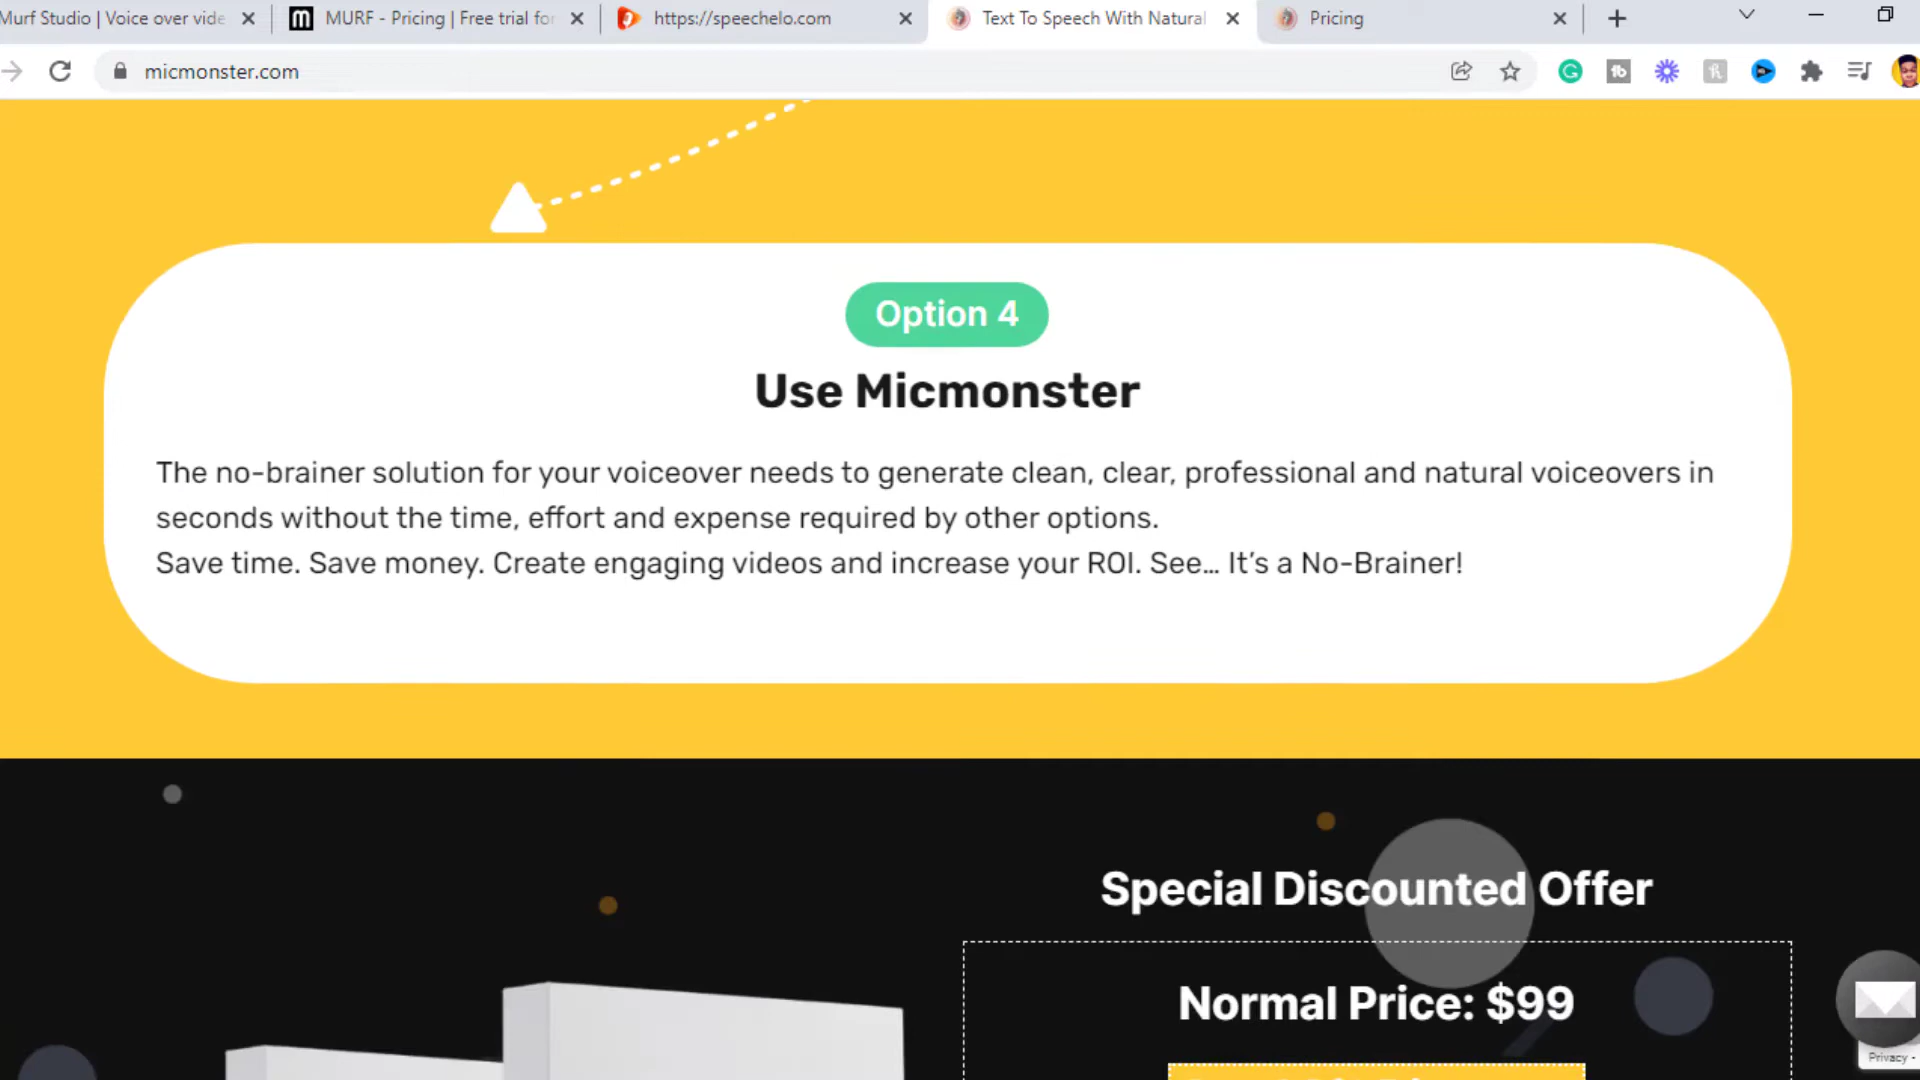 Murf Studio | Voice over vide
MURF - Pricing | Free trial for
https://speechelo.com
Text To Speech With Natural
Pricing
micmonster.com
Option 4
Use Micmonster
The no-brainer solution for your voiceover needs to generate clean, clear, professional and natural voiceovers in
seconds without the time, effort and expense required by other options.
Save time. Save money. Create engaging videos and increase your ROI. See… It’s a No-Brainer!
Special Discounted Offer
Normal Price: $99
Privacy -